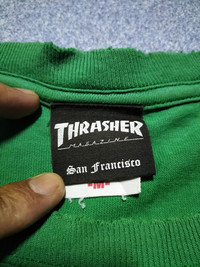 THRASHER
MAGAZINE
San Francisco
-M-